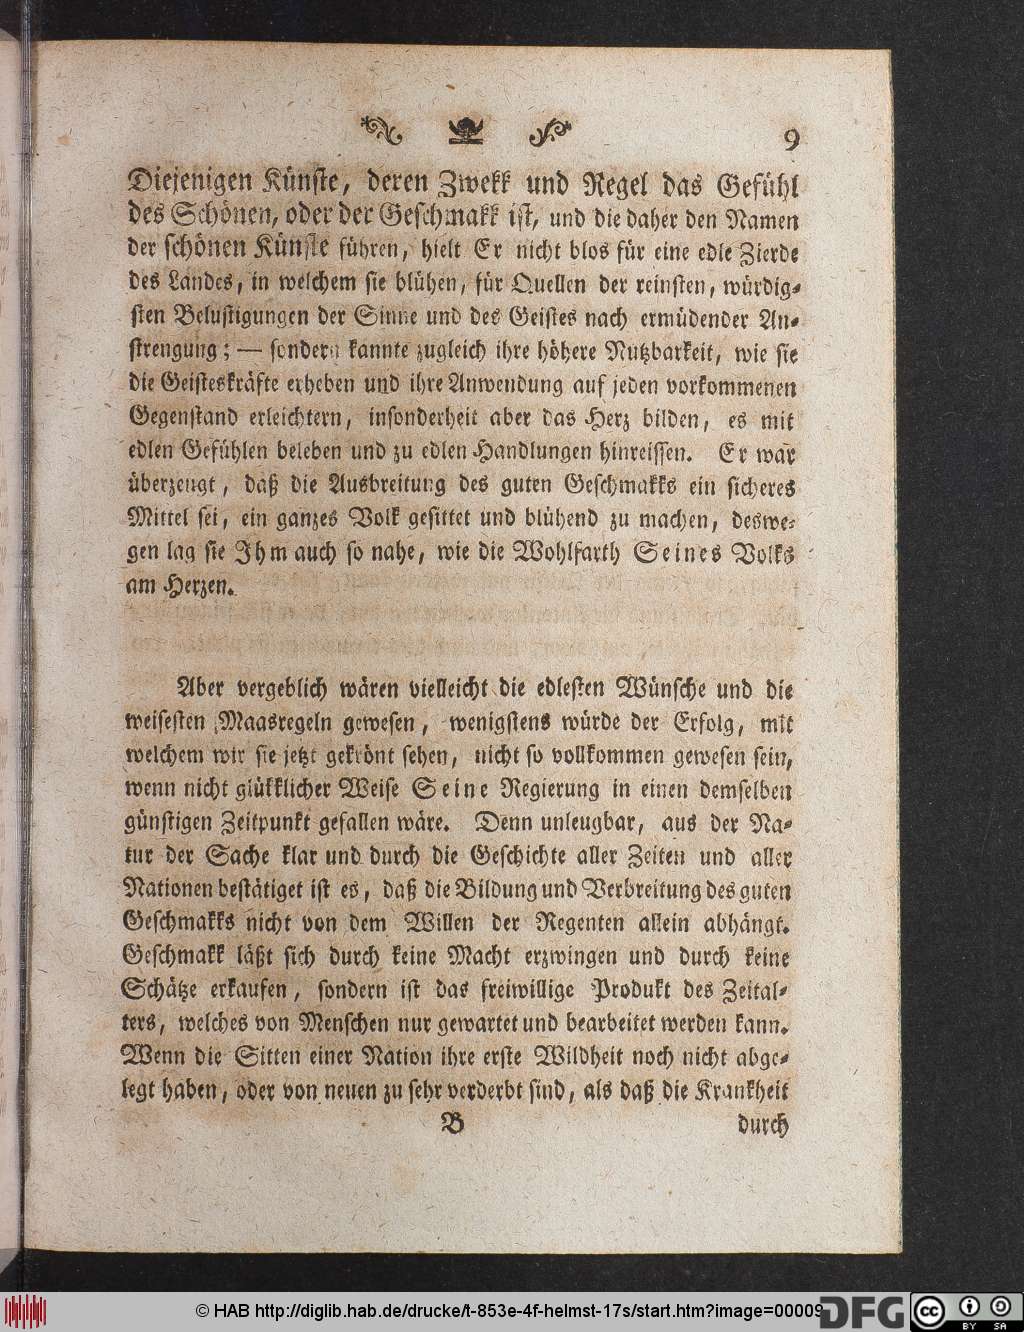 9
Diejenigen Künste, deren Zwekk und Regel das Gefühl
des Schönen, oder der Geschmakk ist, und die daher den Namen
der schönen Künste führen, hielt Er nicht blos für eine edle Zierde
des Landes, in welchem sie blühen, für Quellen der reinsten, würdig-
sten Belustigungen der Sinne und des Geistes nach ermüdender An-
strengung; — sondern kannte zugleich ihre höhere Nutzbarkeit, wie sie
die Geisteskräfte erheben und ihre Anwendung auf jeden vorkommenen
Gegenstand erleichtern, insonderheit aber das Herz bilden, es mit
edlen Gefühlen beleben und zu edlen Handlungen hinreissen. Er war
überzeugt, daß die Ausbreitung des guten Geschmakks ein sicheres
Mittel sei, ein ganzes Volk gesittet und blühend zu machen, deswe-
gen lag sie Ihm auch so nahe, wie die Wohlfarth Seines Volks
am Herzen.
Aber vergeblich wären vielleicht die edlesten Wünsche und die
weisesten Maasregeln gewesen, wenigstens würde der Erfolg, mit
welchem wir sie jetzt gekrönt sehen, nicht so vollkommen gewesen sein,
wenn nicht glükklicher Weise Seine Regierung in einen demselben
günstigen Zeitpunkt gefallen wäre. Denn unleugbar, aus der Na-
tur der Sache klar und durch die Geschichte aller Zeiten und aller
Nationen bestätiget ist es, daß die Bildung und Verbreitung des guten
Geschmakks nicht von dem Willen der Regenten allein abhängt.
Geschmakk läßt sich durch keine Macht erzwingen und durch keine
Schätze erkaufen, sondern ist das freiwillige Produkt des Zeital-
ters, welches von Menschen nur gewartet und bearbeitet werden kann.
Wenn die Sitten einer Nation ihre erste Wildheit noch nicht abge-
legt haben, oder von neuen zu sehr verderbt sind, als daß die Krankheit
B durch
© HAB http://diglib.hab.de/drucke/t-853e-4f-helmst-17s/start.htm?image=00009
DFG cc BY SA